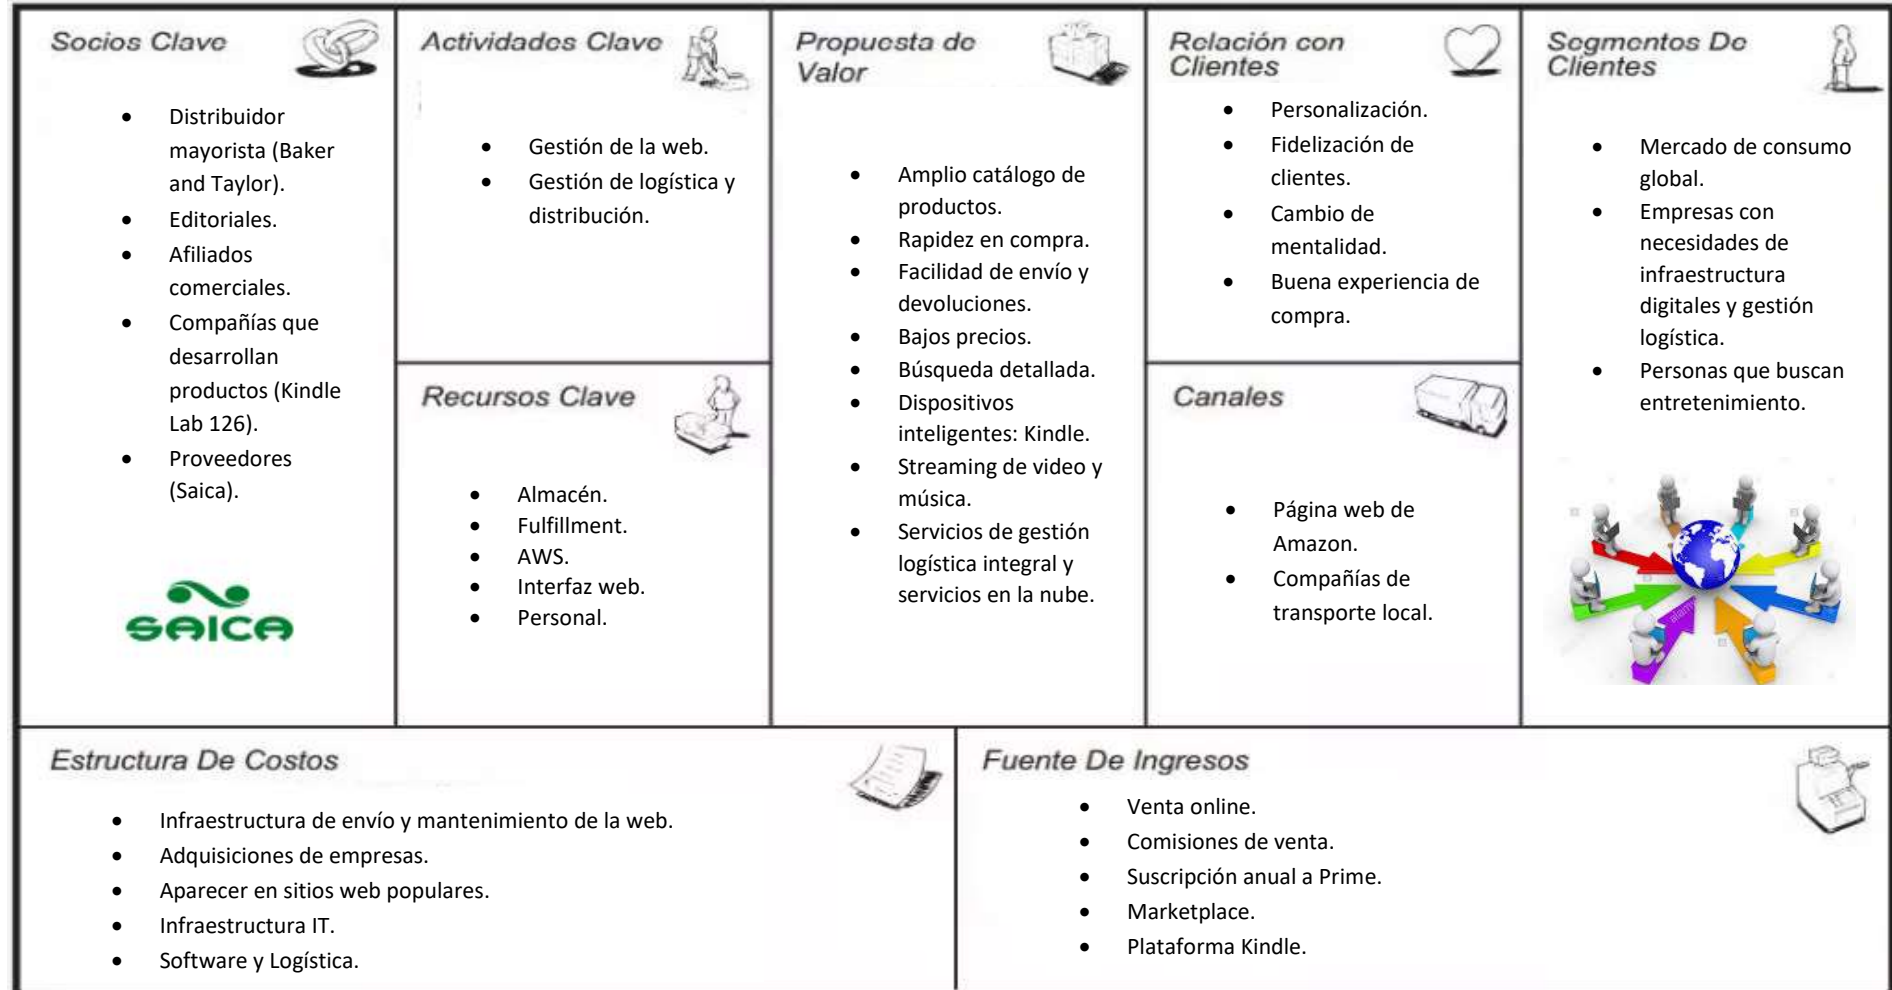 Socios Clave
• Distribuidor
mayorista (Baker
and Taylor).
• Editoriales.
• Afiliados
comerciales.
• Compañías que
desarrollan
productos (Kindle
Lab 126).
• Proveedores
(Saica).
SAICA
Actividades Clave
• Gestión de la web.
• Gestión de logística y
distribución.
Recursos Clave
• Almacén.
• Fulfillment.
• AWS.
• Interfaz web.
• Personal.
Propuesta de
Valor
• Amplio catálogo de
productos.
• Rapidez en compra.
• Facilidad de envío y
devoluciones.
• Bajos precios.
• Búsqueda detallada.
• Dispositivos
inteligentes: Kindle.
• Streaming de video y
música.
• Servicios de gestión
logística integral y
servicios en la nube.
Relación con
Clientes
• Personalización.
• Fidelización de
clientes.
• Cambio de
mentalidad.
• Buena experiencia de
compra.
Canales
• Página web de
Amazon.
• Compañías de
transporte local.
Segmentos De
Clientes
• Mercado de consumo
global.
• Empresas con
necesidades de
infraestructura
digitales y gestión
logística.
• Personas que buscan
entretenimiento.
alamy
Estructura De Costos
• Infraestructura de envío y mantenimiento de la web.
• Adquisiciones de empresas.
• Aparecer en sitios web populares.
• Infraestructura IT.
• Software y Logística.
Fuente De Ingresos
• Venta online.
• Comisiones de venta.
• Suscripción anual a Prime.
• Marketplace.
• Plataforma Kindle.